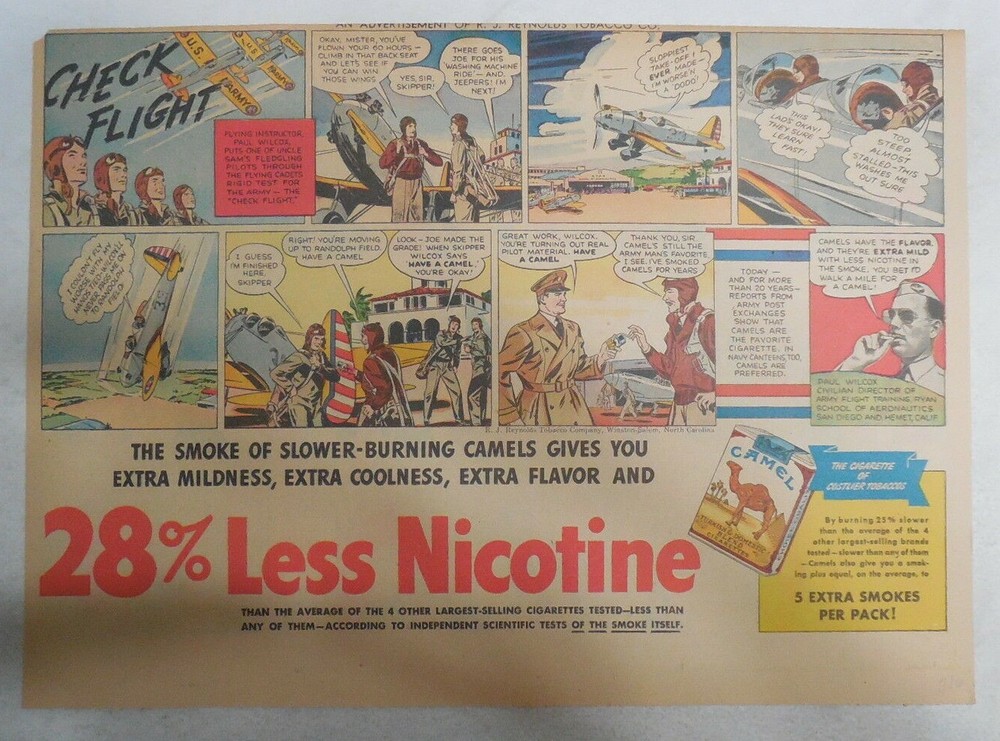 AN ADVERTISEMENT OF R. J. REYNOLDS TOBACCO CO.
CHECK
FLIGHT
U.S.
U.S.
ARMY
ARMY
FLYING INSTRUCTOR,
PAUL WILCOX,
PUTS ONE OF UNCLE
SAM'S FLEDGLING
PILOTS THROUGH
THE FLYING CADETS
RIGID TEST FOR
THE ARMY — THE
"CHECK FLIGHT."
OKAY, MISTER, YOU'VE
FLOWN YOUR 60 HOURS —
CLIMB IN THAT BACK SEAT
AND LET'S SEE IF
YOU CAN WIN
THOSE WINGS
YES, SIR,
SKIPPER!
THERE GOES
JOE FOR HIS
'WASHING MACHINE
RIDE' — AND,
JEEPERS! I'M
NEXT!
SLOPPIEST
TAKE-OFF I
EVER MADE —
I'M WORSE'N
A 'DODO'!
THIS
LAD'S OKAY!
THEY SURE
LEARN
FAST!
TOO
STEEP.
ALMOST
STALLED — THIS
WASHES ME
OUT SURE
I GUESS
I'M FINISHED
HERE,
SKIPPER
RIGHT! YOU'RE MOVING
UP TO RANDOLPH FIELD.
HAVE A CAMEL
LOOK — JOE MADE THE
GRADE! WHEN SKIPPER
WILCOX SAYS
'HAVE A CAMEL'
YOU'RE OKAY!
GREAT WORK, WILCOX.
YOU'RE TURNING OUT REAL
PILOT MATERIAL. HAVE
A CAMEL
THANK YOU, SIR.
CAMEL'S STILL THE
ARMY MAN'S FAVORITE,
I SEE. I'VE SMOKED
CAMELS FOR YEARS
TODAY —
AND FOR MORE
THAN 20 YEARS —
REPORTS FROM
ARMY POST
EXCHANGES
SHOW THAT
CAMELS ARE
THE FAVORITE
CIGARETTE. IN
NAVY CANTEENS, TOO,
CAMELS ARE
PREFERRED.
CAMELS HAVE THE FLAVOR.
AND THEY'RE EXTRA MILD
WITH LESS NICOTINE IN
THE SMOKE. YOU BET I'D
WALK A MILE FOR
A CAMEL!
PAUL WILCOX
CIVILIAN DIRECTOR OF
ARMY FLIGHT TRAINING, RYAN
SCHOOL OF AERONAUTICS
SAN DIEGO AND HEMET, CALIF.
R. J. Reynolds Tobacco Company, Winston-Salem, North Carolina
THE SMOKE OF SLOWER-BURNING CAMELS GIVES YOU
EXTRA MILDNESS, EXTRA COOLNESS, EXTRA FLAVOR AND
28% Less Nicotine
THAN THE AVERAGE OF THE 4 OTHER LARGEST-SELLING CIGARETTES TESTED—LESS THAN
ANY OF THEM—ACCORDING TO INDEPENDENT SCIENTIFIC TESTS OF THE SMOKE ITSELF.
CAMEL
TURKISH & DOMESTIC
BLEND
CIGARETTES
THE CIGARETTE
OF
COSTLIER TOBACCOS
By burning 25% slower
than the average of the 4
other largest-selling brands
tested—slower than any of them
—Camels also give you a smok-
ing plus equal, on the average, to
5 EXTRA SMOKES
PER PACK!